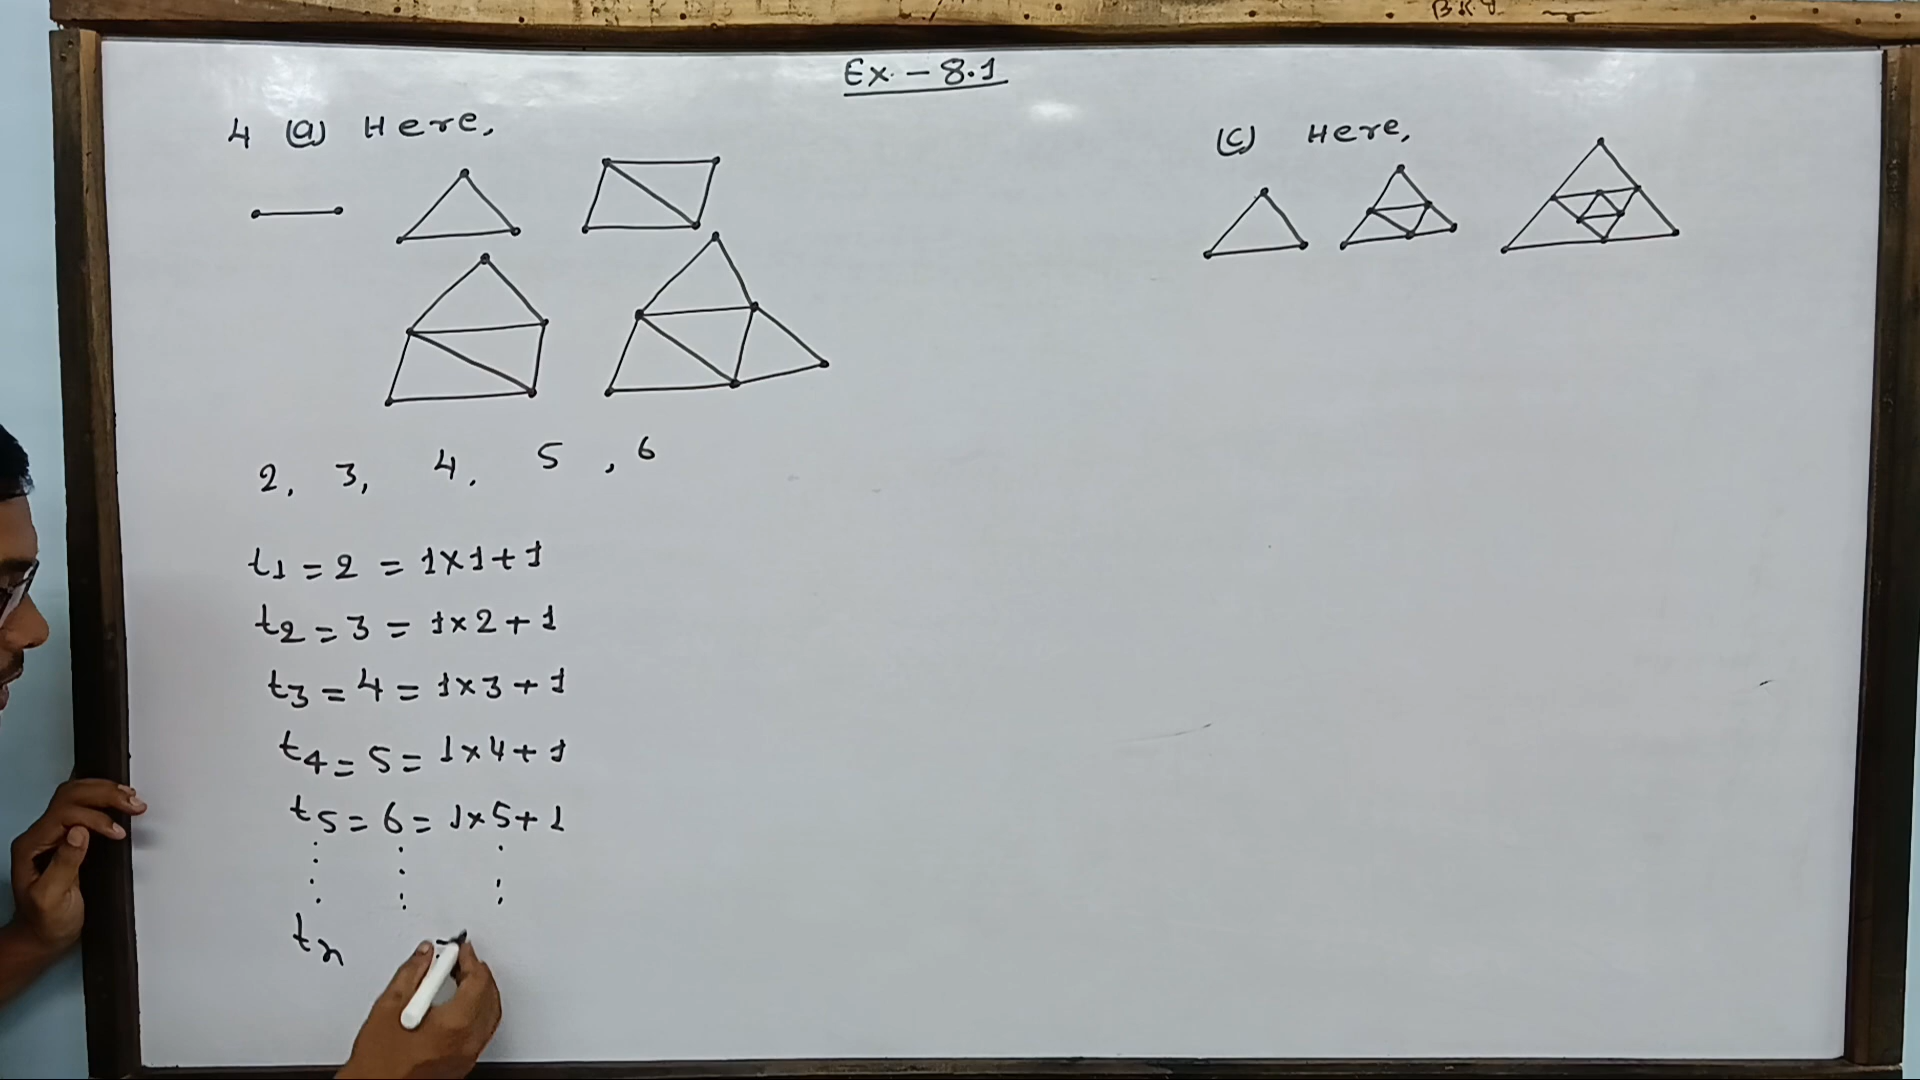 Ex. - 8.1
4 (a) Here,
(c) Here,
2, 3, 4, 5, 6
t1 = 2 = 1×1+1
t2 = 3 = 1×2+1
t3 = 4 = 1×3+1
t4 = 5 = 1×4+1
t5 = 6 = 1×5+1
tn